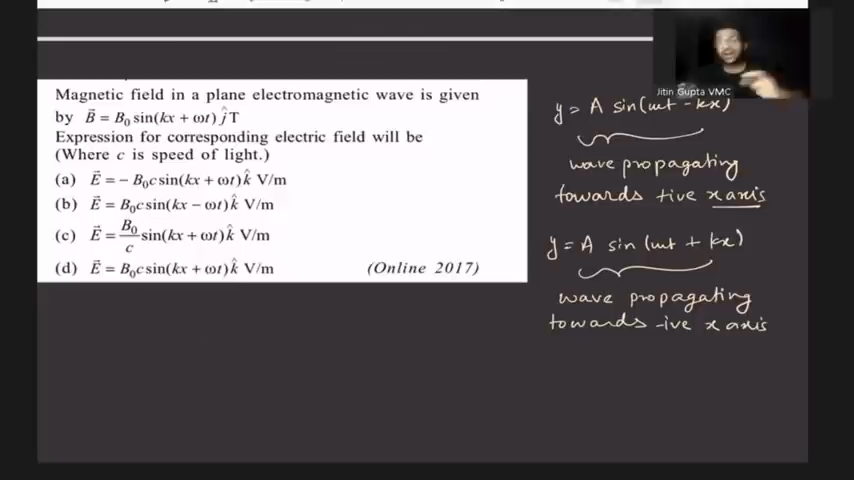 Jitin Gupta VMC
Magnetic field in a plane electromagnetic wave is given
by B⃗ = B₀ sin(kx + ωt) ĵ T
Expression for corresponding electric field will be
(Where c is speed of light.)
(a) E⃗ = − B₀c sin(kx + ωt) k̂ V/m
(b) E⃗ = B₀c sin(kx − ωt) k̂ V/m
(c) E⃗ = B₀/c sin(kx + ωt) k̂ V/m
(d) E⃗ = B₀c sin(kx + ωt) k̂ V/m (Online 2017)
y = A sin(ωt - kx)
wave propagating
towards +ive x axis
y = A sin (ωt + kx)
wave propagating
towards -ive x axis